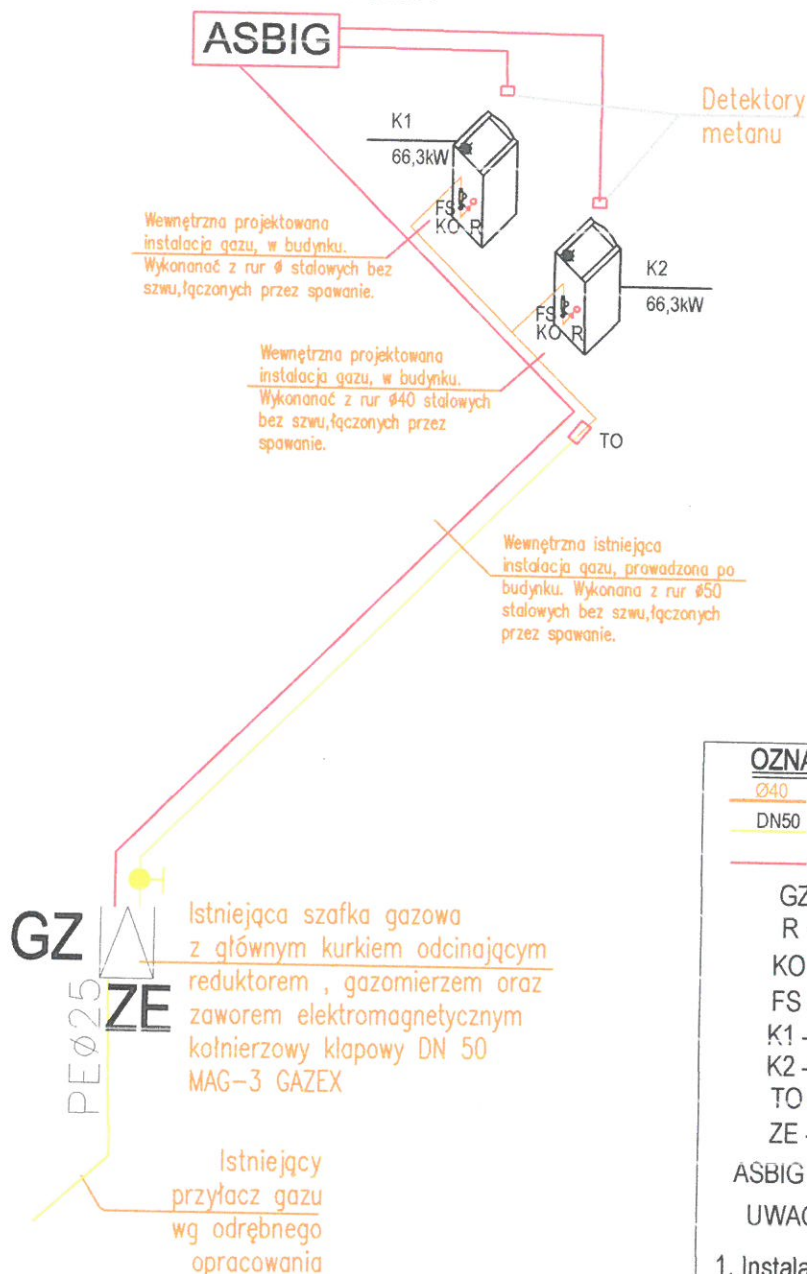 ASBIG
Detektory
metanu
K1
66,3kW
FS
KO R
Wewnętrzna projektowana
instalacja gazu, w budynku.
Wykonanać z rur ø stalowych bez
szwu,łączonych przez spawanie.
K2
66,3kW
FS
KO R
Wewnętrzna projektowana
instalacja gazu, w budynku.
Wykonanać z rur ø40 stalowych
bez szwu,łączonych przez
spawanie.
TO
Wewnętrzna istniejąca
instalacja gazu, prowadzona po
budynku. Wykonana z rur ø50
stalowych bez szwu,łączonych
przez spawanie.
GZ
ZE
PEø25
Istniejąca szafka gazowa
z głównym kurkiem odcinającym
reduktorem , gazomierzem oraz
zaworem elektromagnetycznym
kołnierzowy klapowy DN 50
MAG-3 GAZEX
Istniejący
przyłacz gazu
wg odrębnego
opracowania
OZNA
Ø40
DN50
GZ
R
KO
FS
K1 -
K2 -
TO
ZE -
ASBIG
UWAG
1. Instala